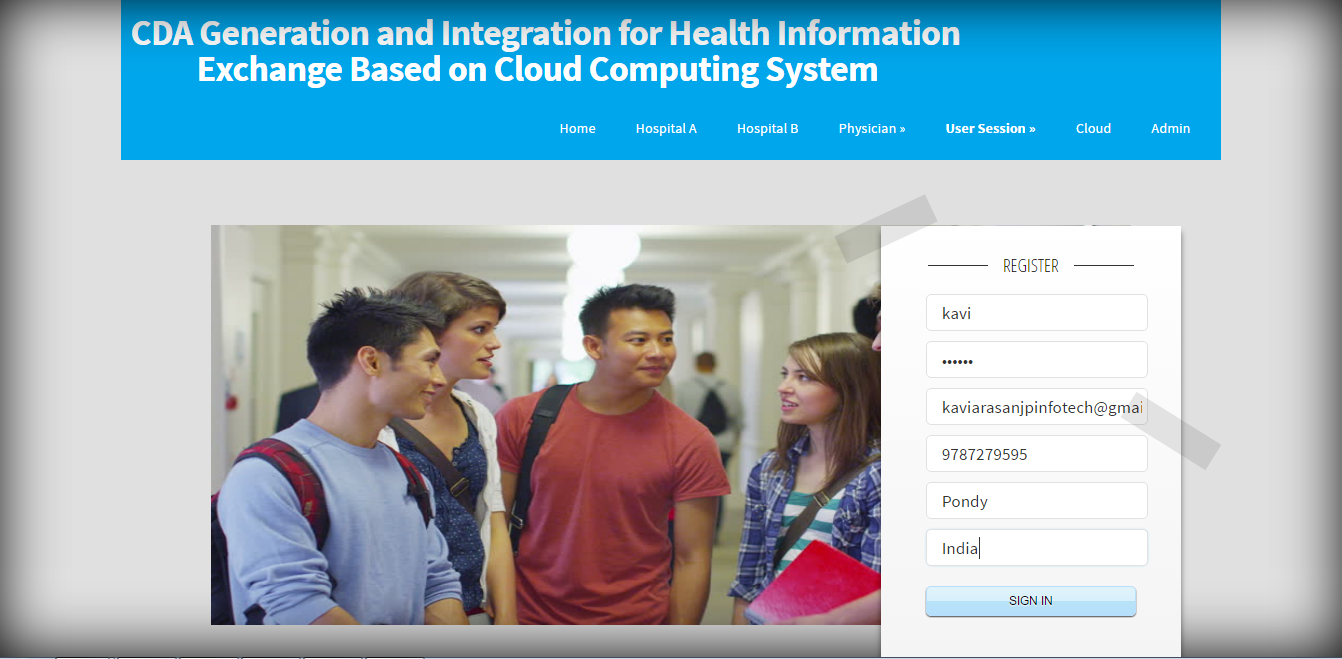 CDA Generation and Integration for Health Information
Exchange Based on Cloud Computing System
Home Hospital A Hospital B Physician » User Session » Cloud Admin
REGISTER
kavi
••••••
kaviarasanjpinfotech@gmai
9787279595
Pondy
India
SIGN IN